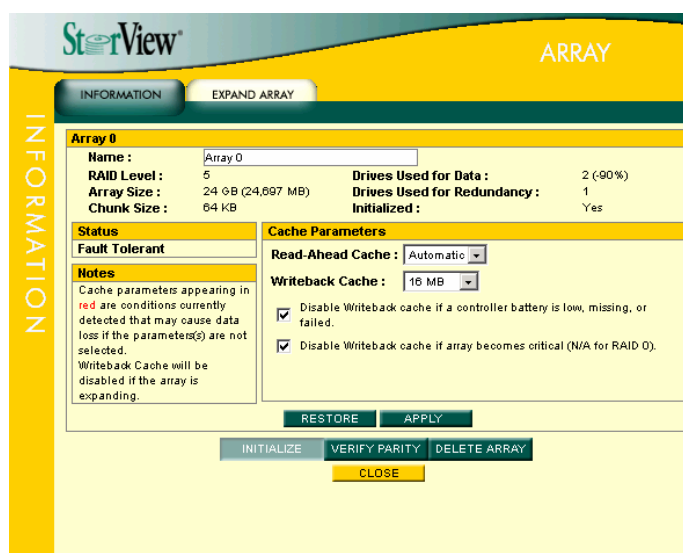 StorView®
ARRAY
INFORMATION
EXPAND ARRAY
INFORMATION
Array 0
Name : Array 0
RAID Level : 5 Drives Used for Data : 2 (-90%)
Array Size : 24 GB (24,697 MB) Drives Used for Redundancy : 1
Chunk Size : 64 KB Initialized : Yes
Status
Fault Tolerant
Notes
Cache parameters appearing in
red are conditions currently
detected that may cause data
loss if the parameters(s) are not
selected.
Writeback Cache will be
disabled if the array is
expanding.
Cache Parameters
Read-Ahead Cache : Automatic
Writeback Cache : 16 MB
Disable Writeback cache if a controller battery is low, missing, or
failed.
Disable Writeback cache if array becomes critical (N/A for RAID 0).
RESTORE APPLY
INITIALIZE VERIFY PARITY DELETE ARRAY
CLOSE